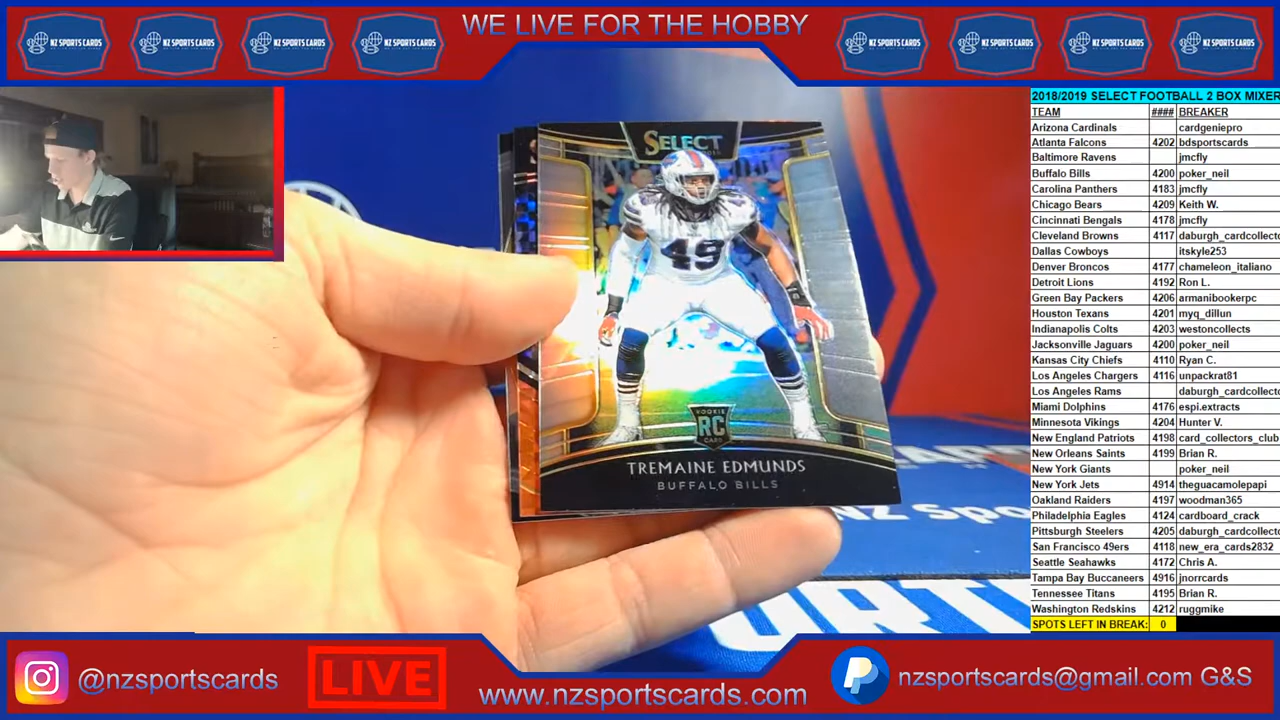 WE LIVE FOR THE HOBBY
NZ SPORTS CARDS
NZ SPORTS CARDS
NZ SPORTS CARDS
NZ SPORTS CARDS
NZ SPORTS CARDS
NZ SPORTS CARDS
NZ SPORTS CARDS
NZ SPORTS CARDS
SELECT
49
ROOKIE
RC
CARD
TREMAINE EDMUNDS
BUFFALO BILLS
NZ Spo
2018/2019 SELECT FOOTBALL 2 BOX MIXER
TEAM #### BREAKER
Arizona Cardinals cardgeniepro
Atlanta Falcons 4202 bdsportscards
Baltimore Ravens jmcfly
Buffalo Bills 4200 poker_neil
Carolina Panthers 4183 jmcfly
Chicago Bears 4209 Keith W.
Cincinnati Bengals 4178 jmcfly
Cleveland Browns 4117 daburgh_cardcollecto
Dallas Cowboys itskyle253
Denver Broncos 4177 chameleon_italiano
Detroit Lions 4192 Ron L.
Green Bay Packers 4206 armanibookerpc
Houston Texans 4201 myq_dillun
Indianapolis Colts 4203 westoncollects
Jacksonville Jaguars 4200 poker_neil
Kansas City Chiefs 4110 Ryan C.
Los Angeles Chargers 4116 unpackrat81
Los Angeles Rams daburgh_cardcollecto
Miami Dolphins 4176 espi.extracts
Minnesota Vikings 4204 Hunter V.
New England Patriots 4198 card_collectors_club
New Orleans Saints 4199 Brian R.
New York Giants poker_neil
New York Jets 4914 theguacamolepapi
Oakland Raiders 4197 woodman365
Philadelphia Eagles 4124 cardboard_crack
Pittsburgh Steelers 4205 daburgh_cardcollecto
San Francisco 49ers 4118 new_era_cards2832
Seattle Seahawks 4172 Chris A.
Tampa Bay Buccaneers 4916 jnorrcards
Tennessee Titans 4195 Brian R.
Washington Redskins 4212 ruggmike
SPOTS LEFT IN BREAK: 0
@nzsportscards
LIVE
www.nzsportscards.com
nzsportscards@gmail.com G&S